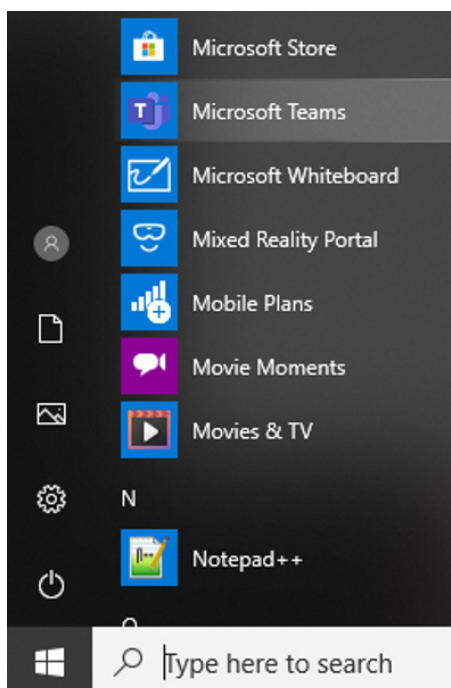 Microsoft Store
Microsoft Teams
Microsoft Whiteboard
Mixed Reality Portal
Mobile Plans
Movie Moments
Movies & TV
N
Notepad++
Type here to search